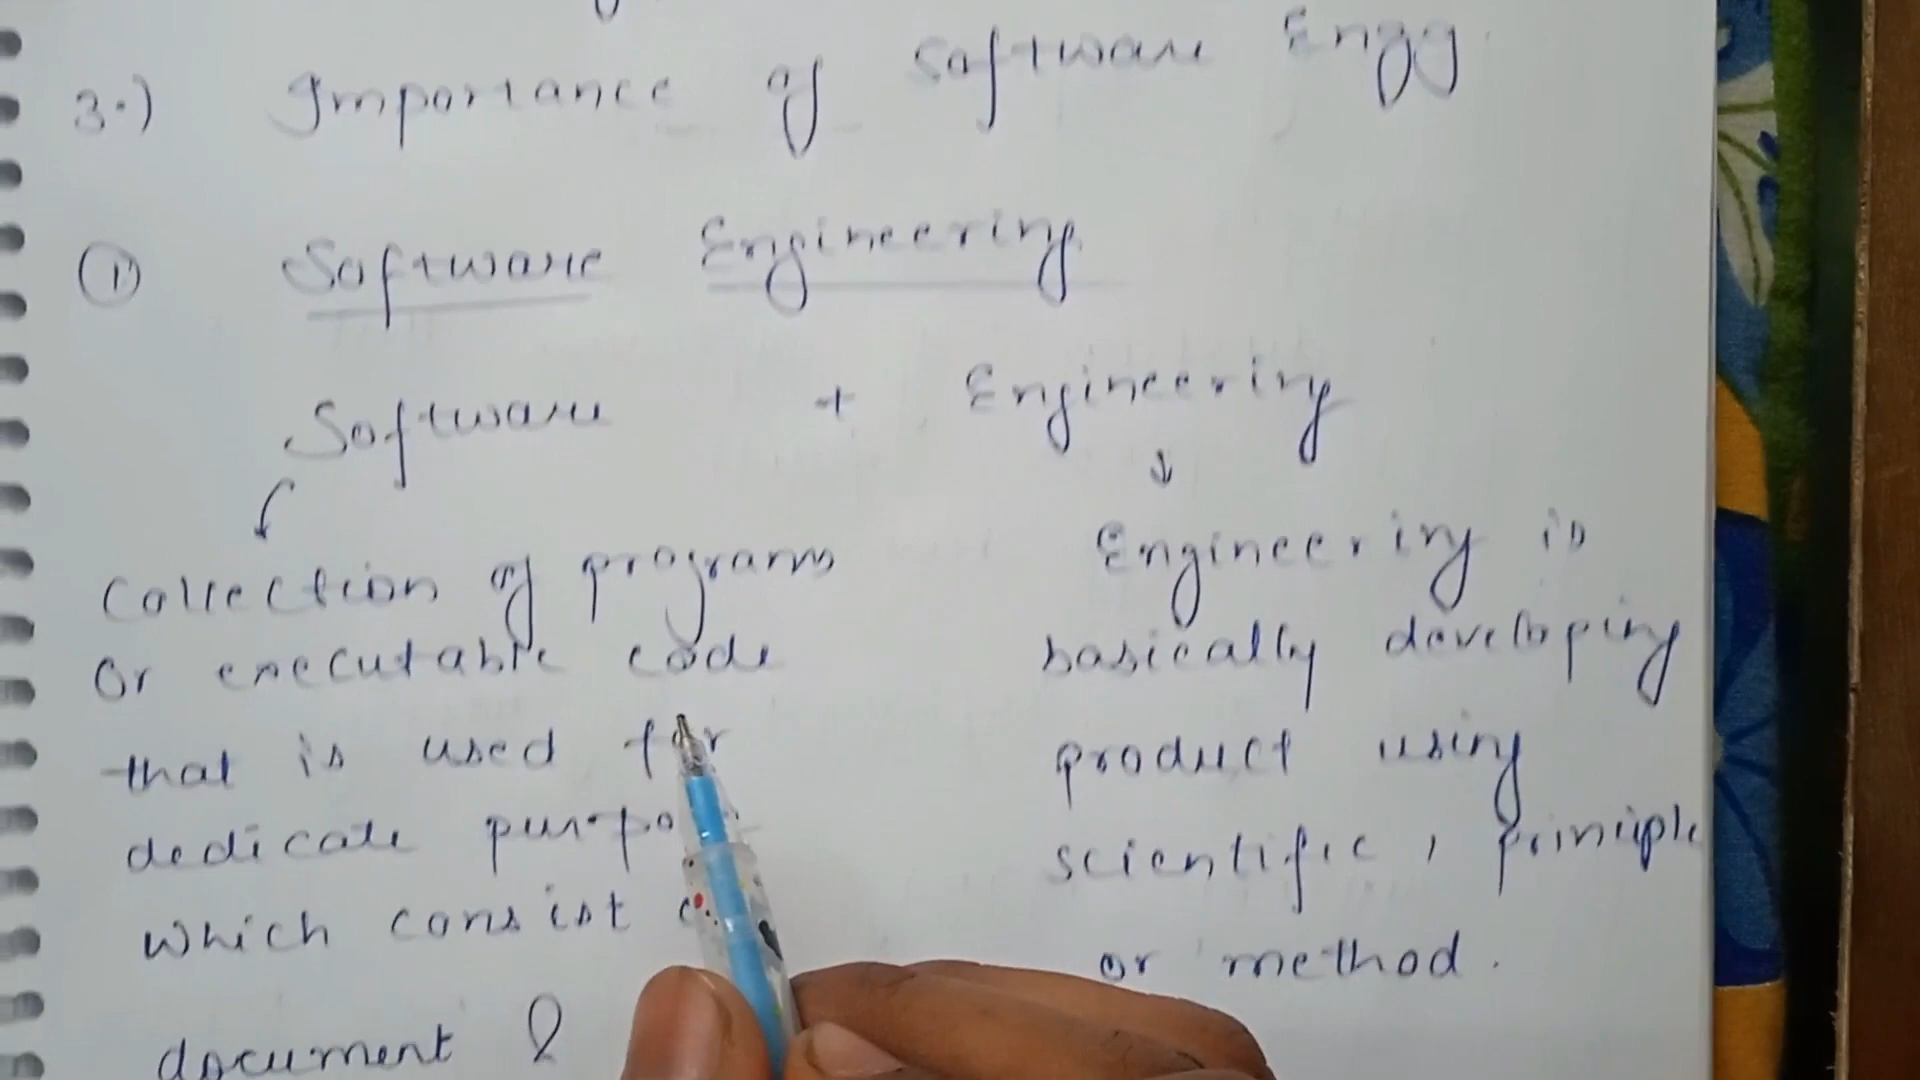 3.) Importance of Software Engg.
① Software Engineering
Software + Engineering
Collection of programs
or executable code
that is used for
dedicate
which consist
document &
Engineering is
basically developing
product using
scientific, principle
or method.